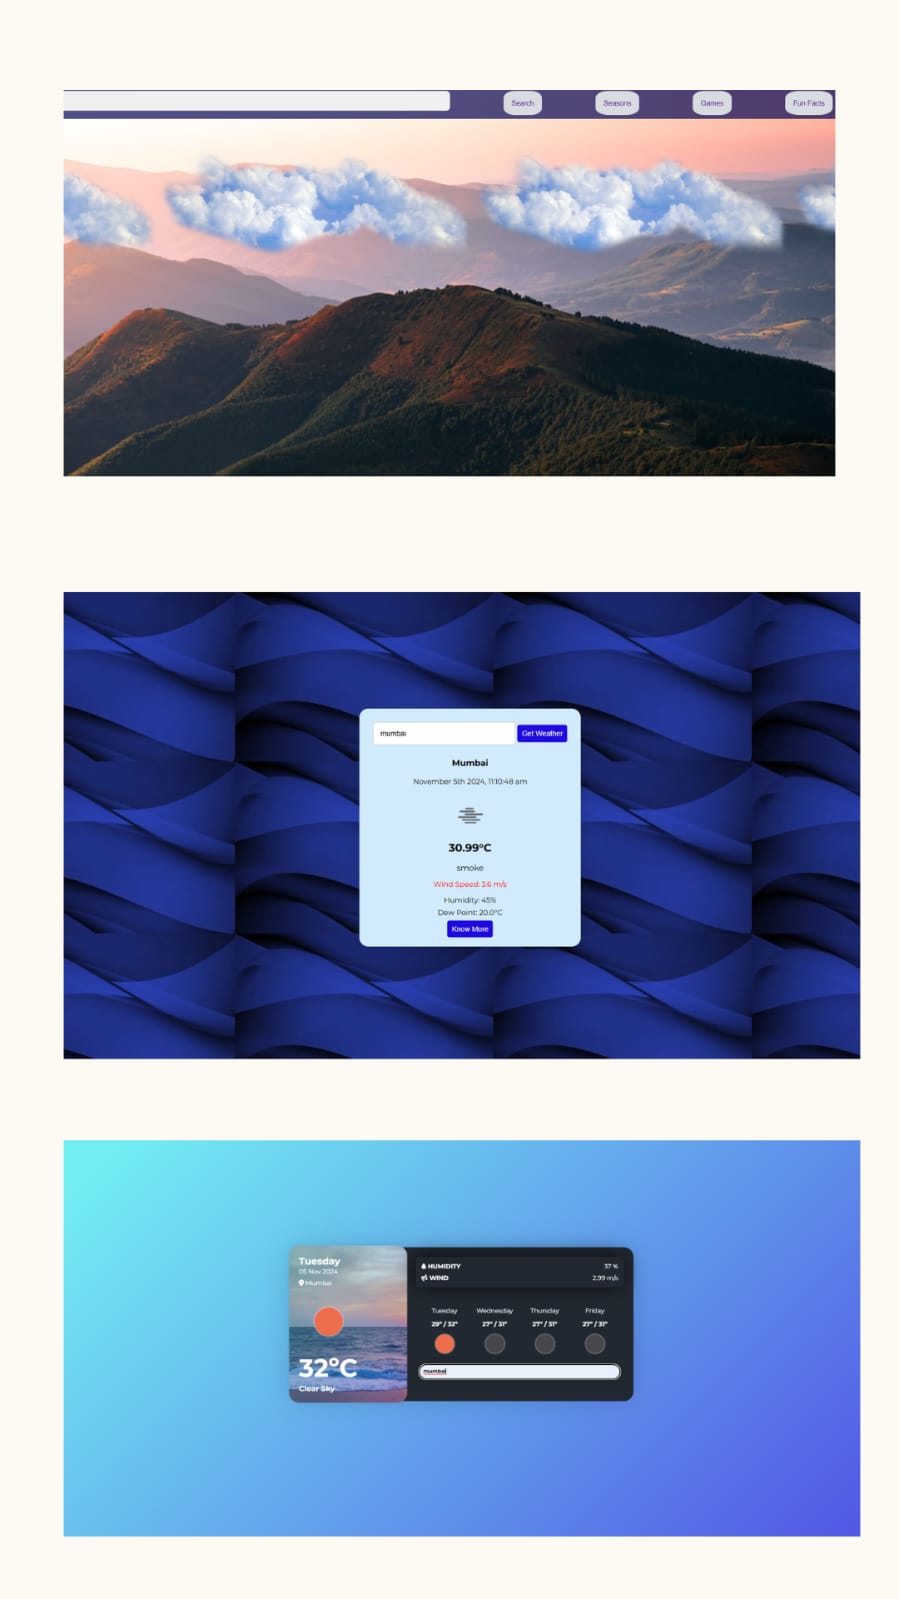 Search Seasons Games Fun Facts
mumbai Get Weather
Mumbai
November 5th 2024, 11:10:48 am
30.99°C
smoke
Wind Speed: 3.6 m/s
Humidity: 45%
Dew Point: 20.0°C
Know More
Tuesday
05 Nov 2024
Mumbai
32°C
Clear Sky
HUMIDITY 37 %
WIND 2.99 m/s
Tuesday Wednesday Thursday Friday
29° / 32° 27° / 31° 27° / 31° 27° / 31°
mumbai